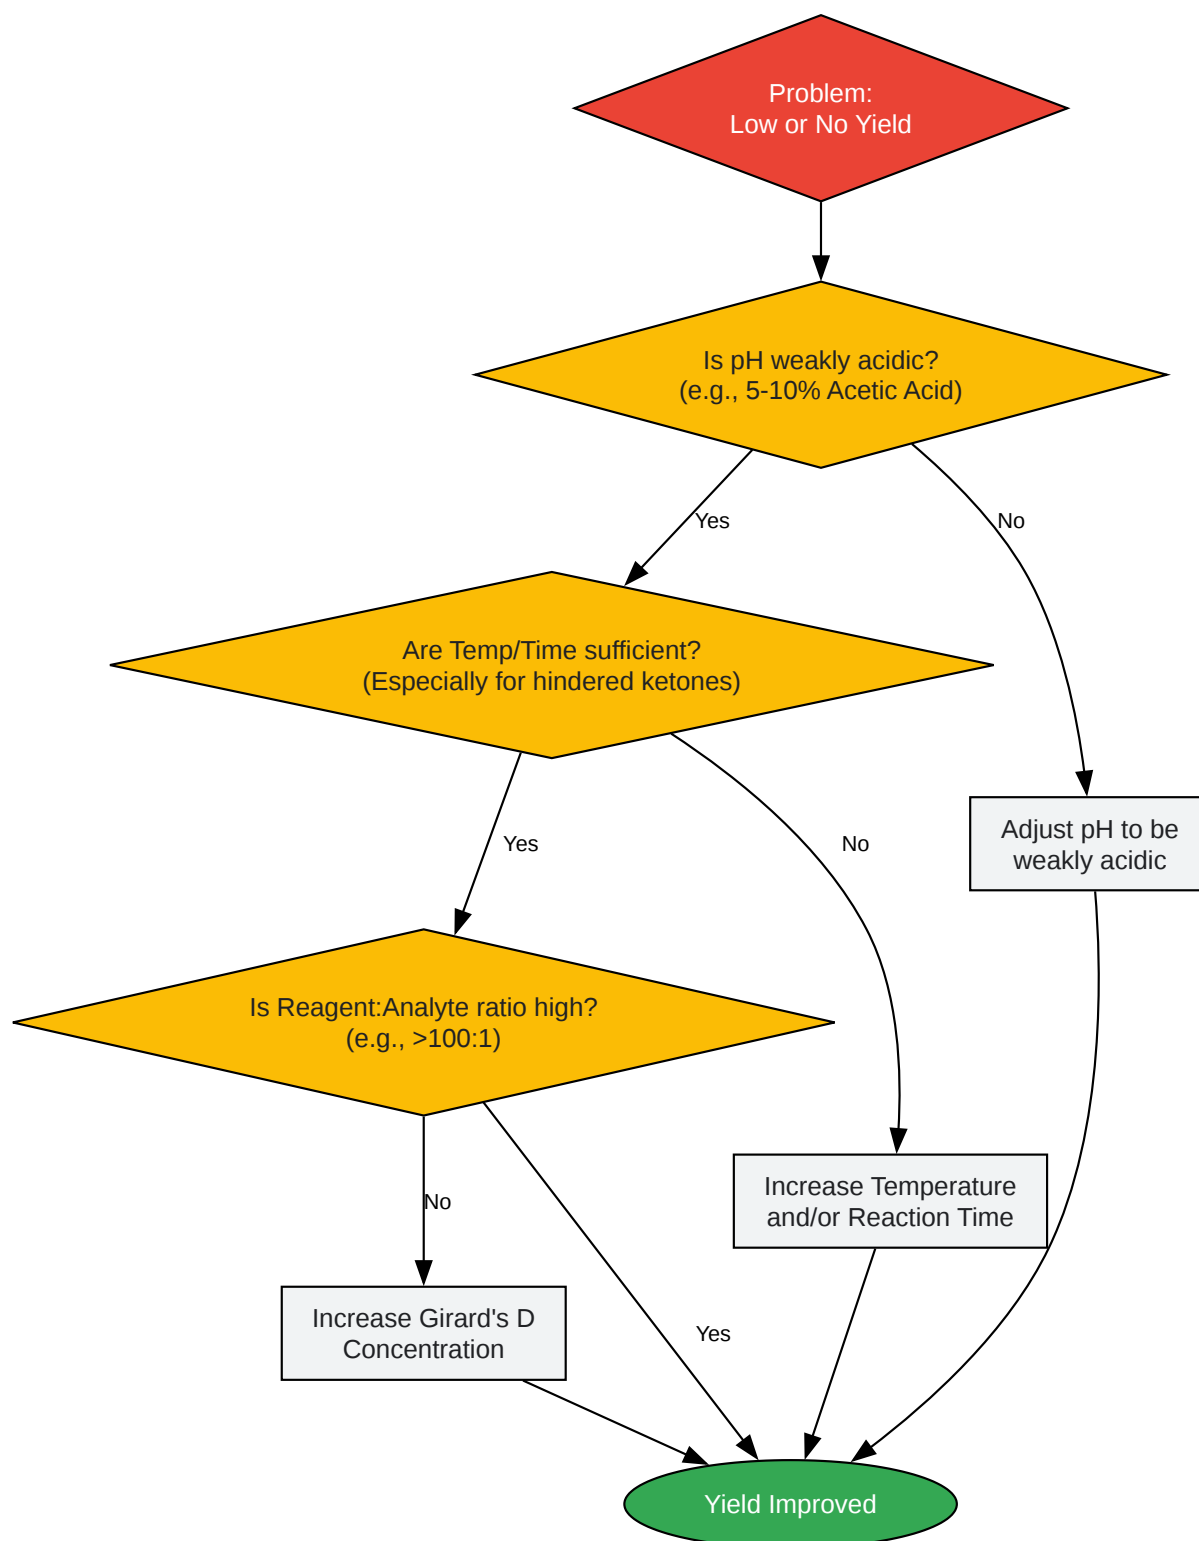 Problem:
Low or No Yield
Is pH weakly acidic?
(e.g., 5-10% Acetic Acid)
Yes
No
Are Temp/Time sufficient?
(Especially for hindered ketones)
Adjust pH to be
weakly acidic
Yes
No
Is Reagent:Analyte ratio high?
(e.g., >100:1)
Increase Temperature
and/or Reaction Time
No
Increase Girard's D
Concentration
Yes
Yield Improved